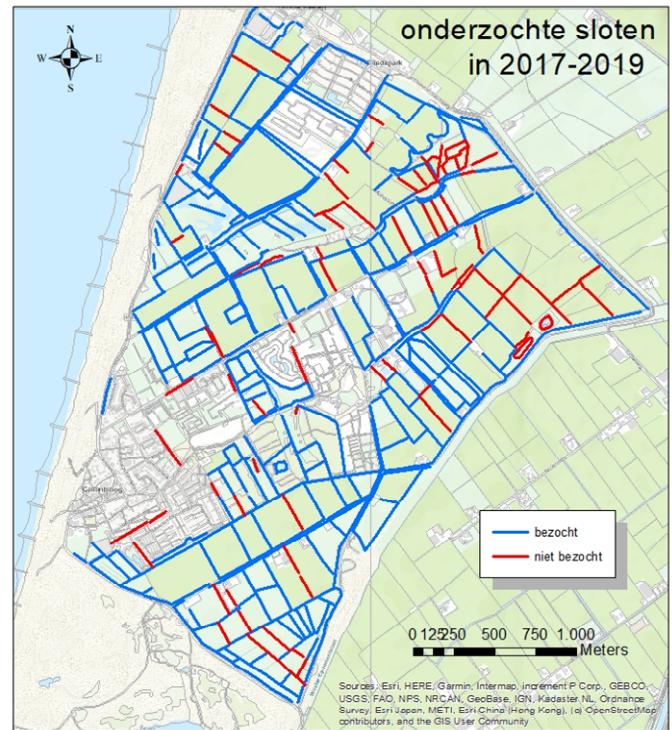 onderzochte sloten
in 2017-2019
N
W E
S
Callantsoog
bezocht
niet bezocht
0 125250 500 750 1.000
Meters
Sources: Esri, HERE, Garmin, Intermap, increment P Corp., GEBCO,
USGS, FAO, NPS, NRCAN, GeoBase, IGN, Kadaster NL, Ordnance
Survey, Esri Japan, METI, Esri China (Hong Kong), (c) OpenStreetMap
contributors, and the GIS User Community